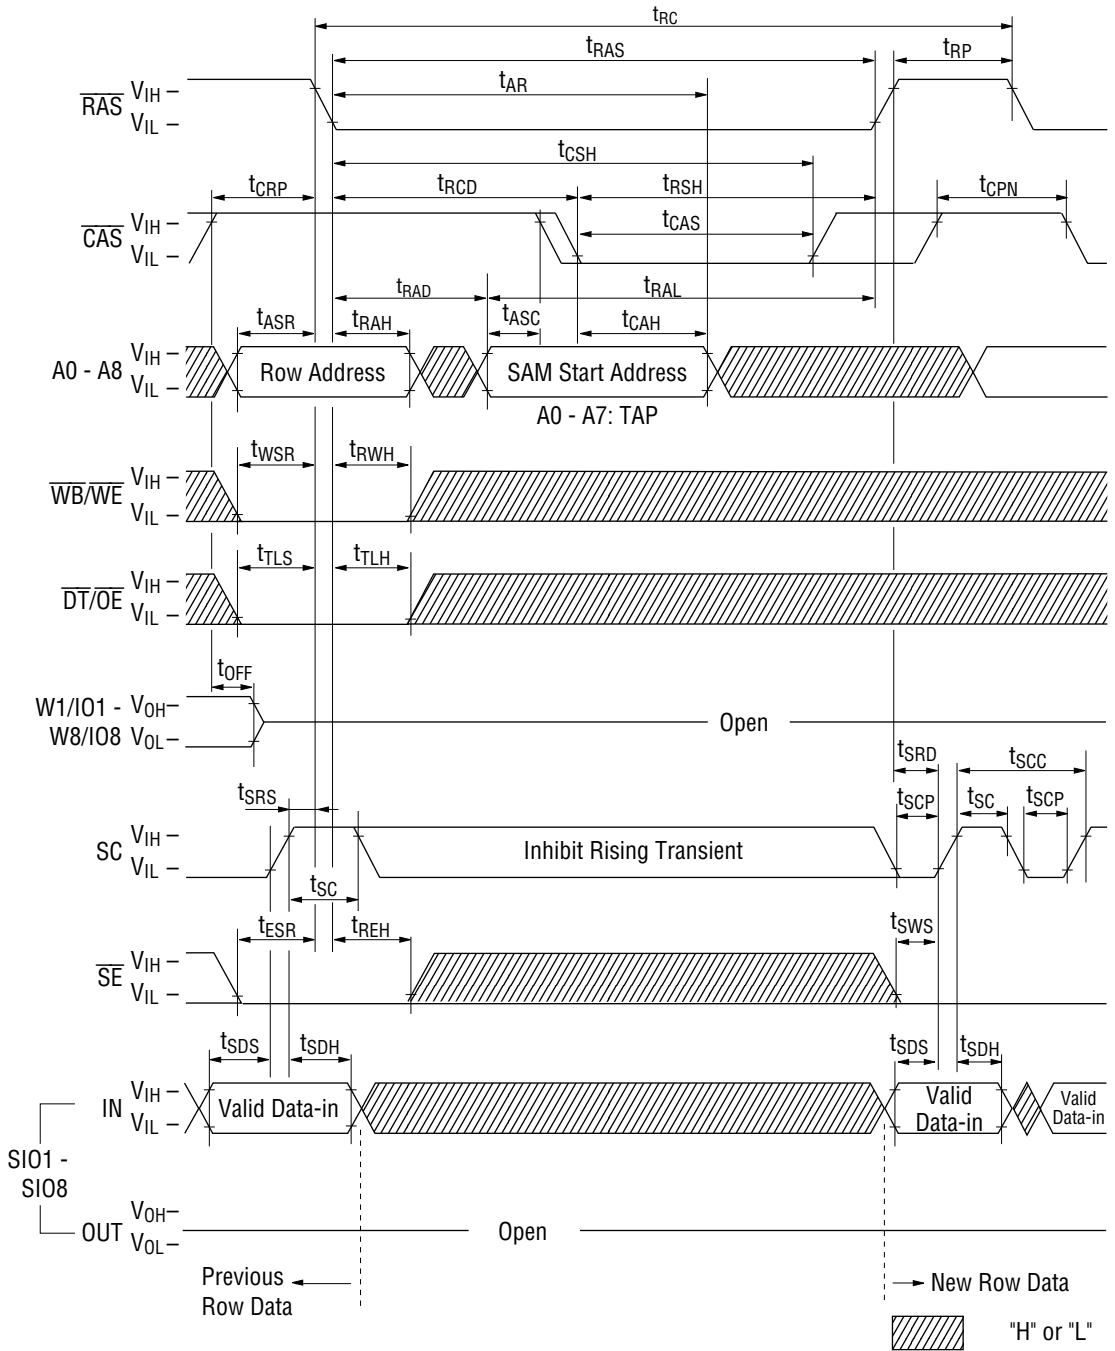 tRC
tRAS
tRP
tAR
RAS VIH
VIL
tCSH
tCRP
tRCD
tRSH
tCPN
CAS VIH
VIL
tCAS
tRAD
tRAL
tASR
tRAH
tASC
tCAH
A0 - A8 VIH
VIL
Row Address
SAM Start Address
A0 - A7: TAP
tWSR
tRWH
WB/WE VIH
VIL
tTLS
tTLH
DT/OE VIH
VIL
tOFF
W1/IO1 - VOH
W8/IO8 VOL
Open
tSRD
tSCC
tSRS
tSCP
tSC
tSCP
SC VIH
VIL
Inhibit Rising Transient
tSC
tESR
tREH
tSWS
SE VIH
VIL
tSDS
tSDH
tSDS
tSDH
IN VIH
VIL
Valid Data-in
Valid
Data-in
Valid
Data-in
SIO1 -
SIO8
OUT VOH
VOL
Open
Previous
Row Data
New Row Data
"H" or "L"